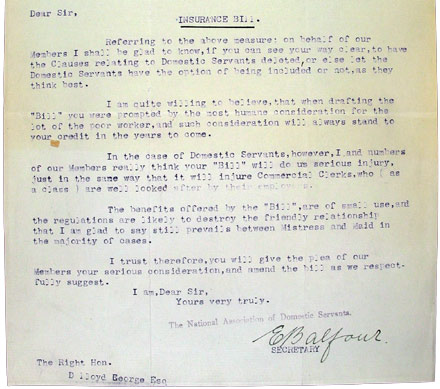 Dear Sir,
INSURANCE BILL.
Referring to the above measure: on behalf of our
Members I shall be glad to know,if you can see your way clear,to have
the Clauses relating to Domestic Servants deleted,or else let the
Domestic Servants have the option of being included or not,as they
think best.
I am quite willing to believe,that when drafting the
"Bill" you were prompted by the most humane consideration for the
lot of the poor worker,and such consideration will always stand to
your credit in the years to come.
In the case of Domestic Servants,however,I and numbers
of our Members really think your "Bill" will do us serious injury,
just in the same way that it will injure Commercial Clerks,who ( as
a class ) are well looked after by their employers.
The benefits offered by the "Bill",are of small use,and
the regulations are likely to destroy the friendly relationship
that I am glad to say still prevails between Mistress and Maid in
the majority of cases.
I trust therefore,you will give the plea of our
Members your serious consideration,and amend the bill as we respect-
fully suggest.
I am,Dear Sir,
Yours very truly.
The National Association of Domestic Servants.
E Balfour.
SECRETARY
The Right Hon.
D Lloyd George Esq